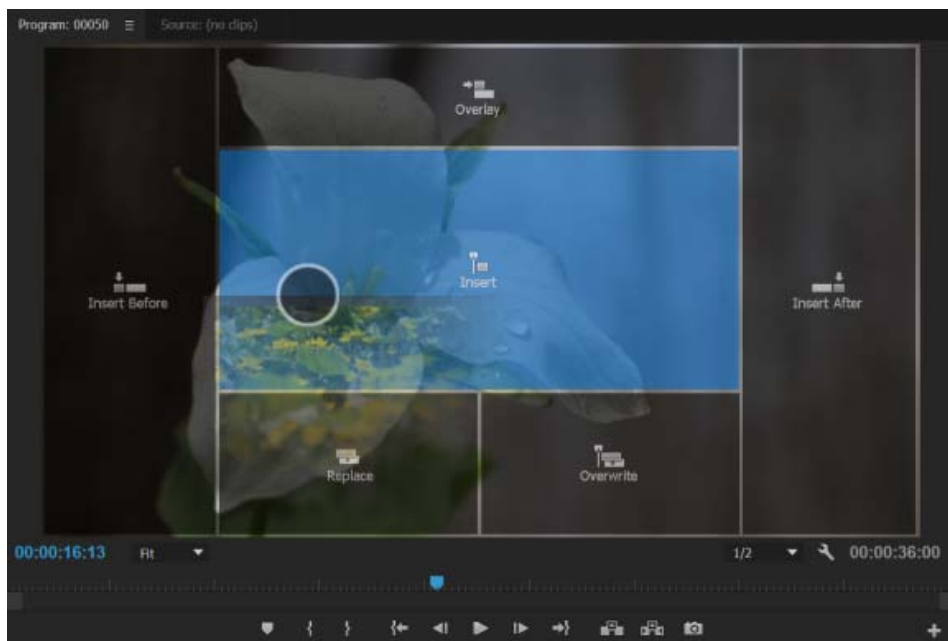 Program: 00050
Source: (no clips)
Overlay
Insert
Insert Before
Insert After
Replace
Overwrite
00:00:16:13
Fit
1/2
00:00:36:00